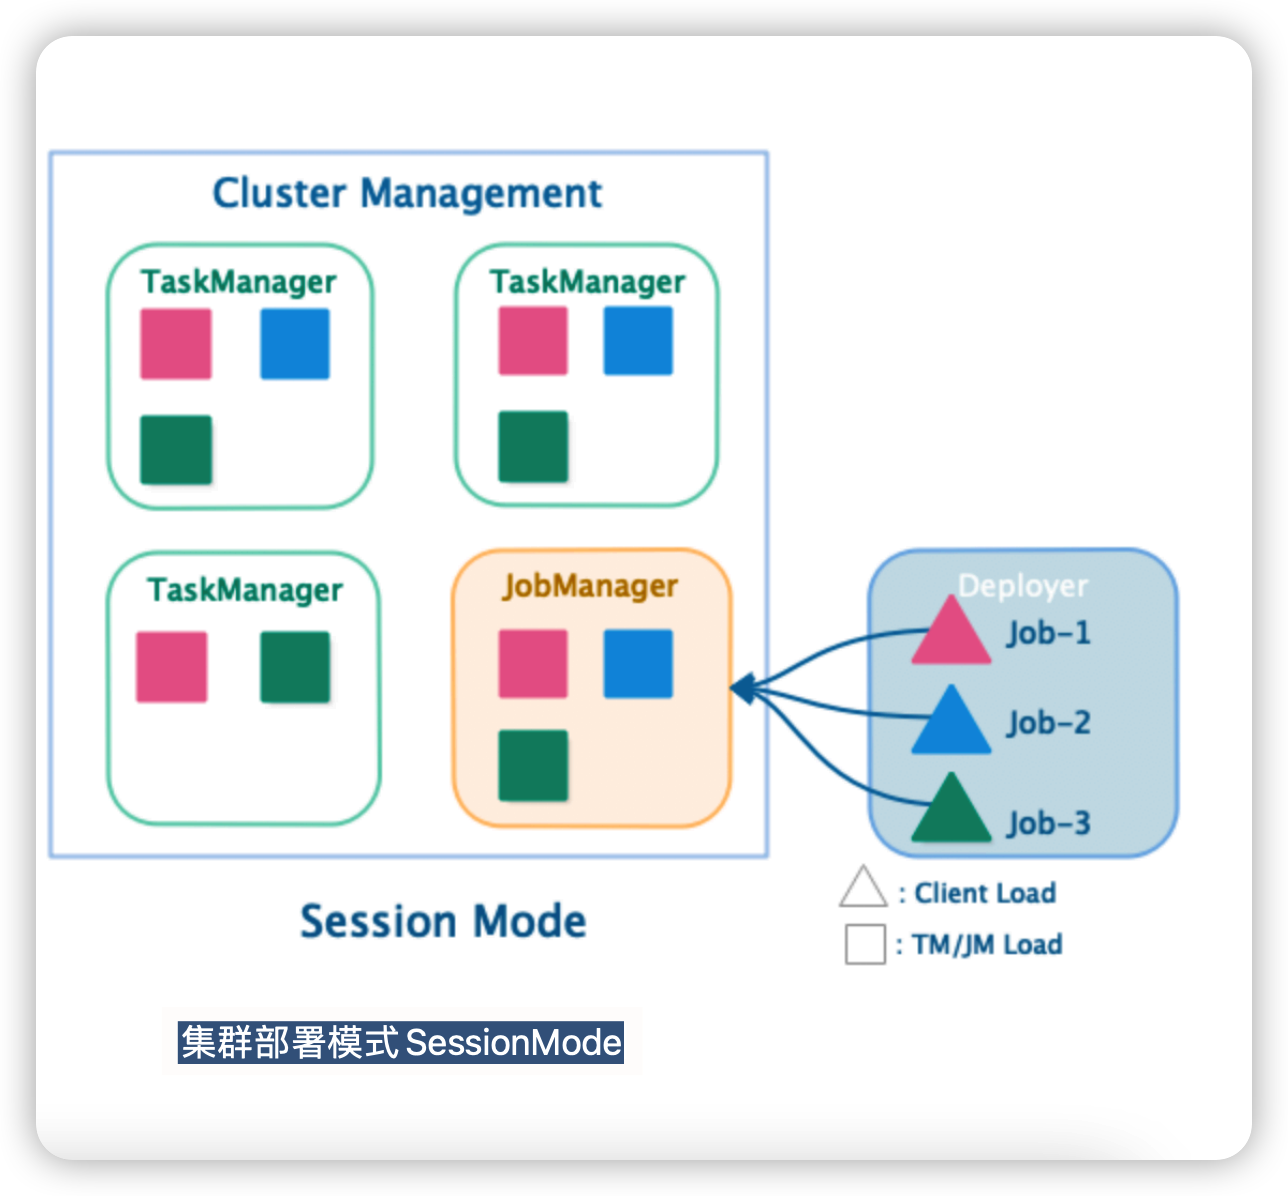 Cluster Management
TaskManager
TaskManager
TaskManager
JobManager
Deployer
Job-1
Job-2
Job-3
: Client Load
: TM/JM Load
Session Mode
集群部署模式 SessionMode